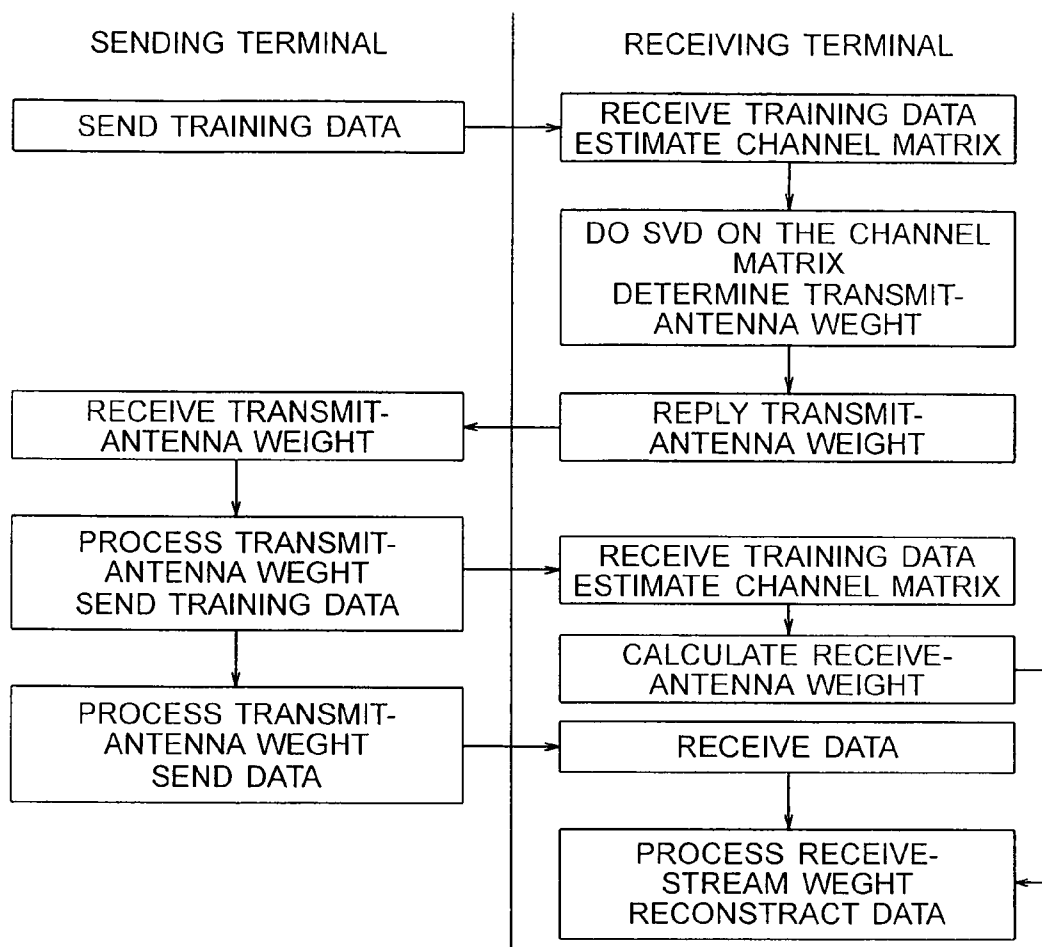 SENDING TERMINAL
RECEIVING TERMINAL
SEND TRAINING DATA
RECEIVE TRAINING DATA
ESTIMATE CHANNEL MATRIX
DO SVD ON THE CHANNEL
MATRIX
DETERMINE TRANSMIT-
ANTENNA WEGHT
RECEIVE TRANSMIT-
ANTENNA WEIGHT
REPLY TRANSMIT-
ANTENNA WEIGHT
PROCESS TRANSMIT-
ANTENNA WEGHT
SEND TRAINING DATA
RECEIVE TRAINING DATA
ESTIMATE CHANNEL MATRIX
CALCULATE RECEIVE-
ANTENNA WEIGHT
PROCESS TRANSMIT-
ANTENNA WEGHT
SEND DATA
RECEIVE DATA
PROCESS RECEIVE-
STREAM WEGHT
RECONSTRACT DATA